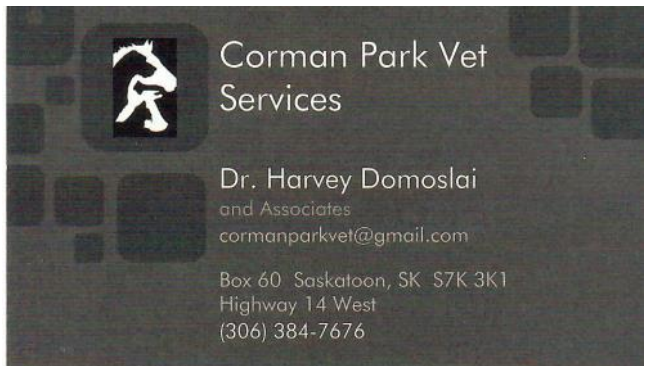 Corman Park Vet
Services
Dr. Harvey Domoslai
and Associates
cormanparkvet@gmail.com
Box 60 Saskatoon, SK S7K 3K1
Highway 14 West
(306) 384-7676